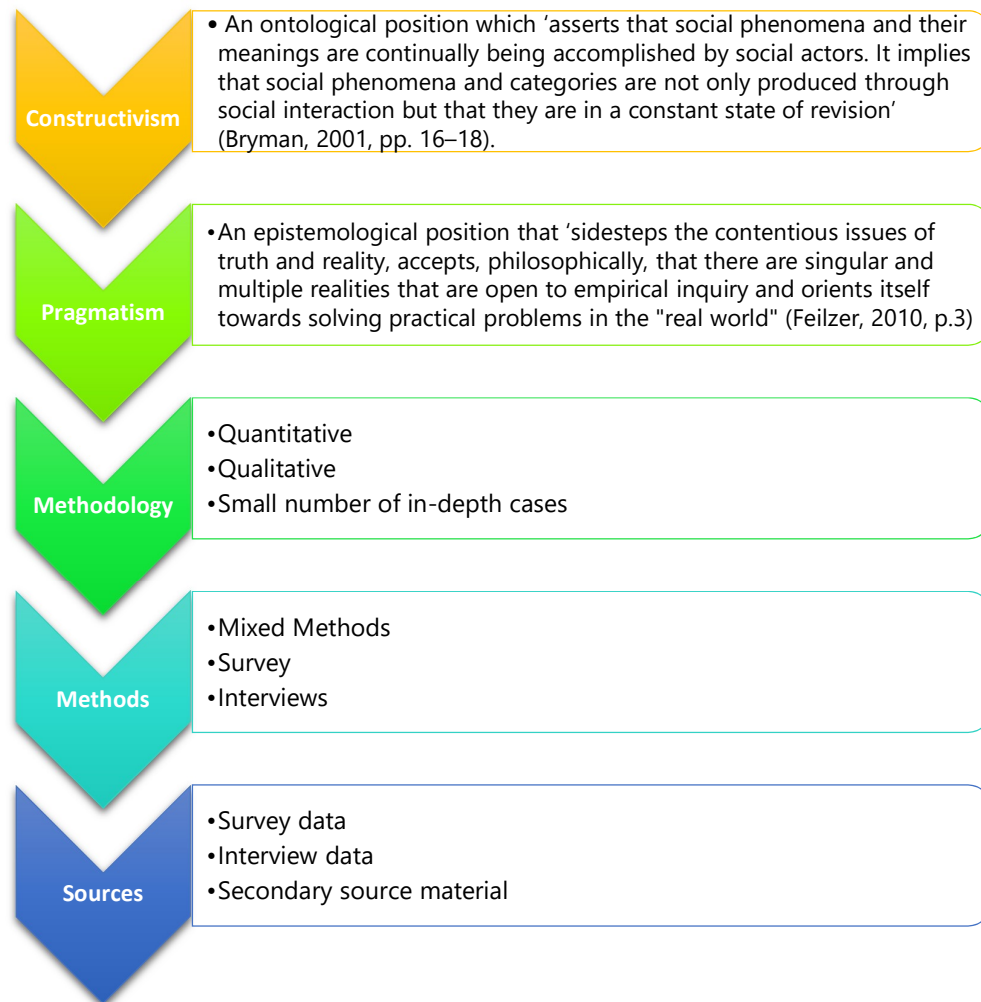 Constructivism
• An ontological position which ‘asserts that social phenomena and their
meanings are continually being accomplished by social actors. It implies
that social phenomena and categories are not only produced through
social interaction but that they are in a constant state of revision’
(Bryman, 2001, pp. 16–18).
Pragmatism
•An epistemological position that ‘sidesteps the contentious issues of
truth and reality, accepts, philosophically, that there are singular and
multiple realities that are open to empirical inquiry and orients itself
towards solving practical problems in the "real world" (Feilzer, 2010, p.3)
Methodology
•Quantitative
•Qualitative
•Small number of in-depth cases
Methods
•Mixed Methods
•Survey
•Interviews
Sources
•Survey data
•Interview data
•Secondary source material